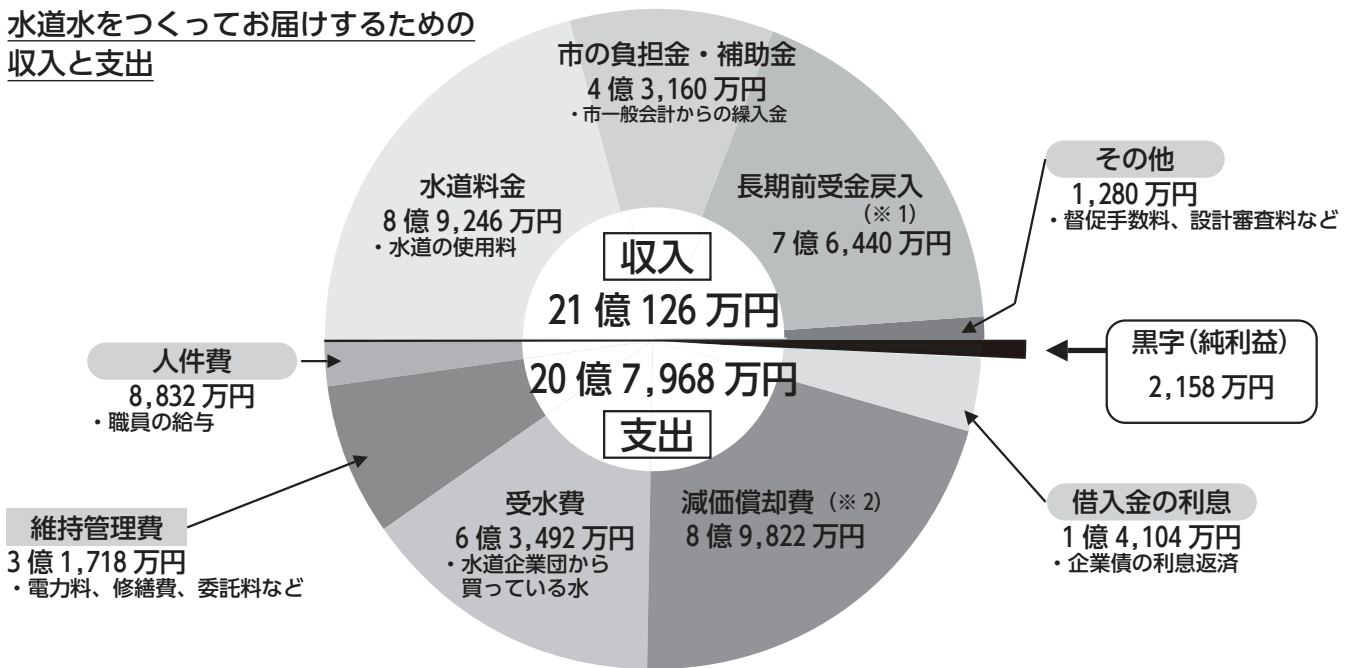 水道水をつくってお届けするための
収入と支出
市の負担金・補助金
4 億 3,160 万円
・市一般会計からの繰入金
水道料金
8 億 9,246 万円
・水道の使用料
長期前受金戻入
(※ 1)
7 億 6,440 万円
その他
1,280 万円
・督促手数料、設計審査料など
収入
21 億 126 万円
黒字(純利益)
2,158 万円
20 億 7,968 万円
支出
人件費
8,832 万円
・職員の給与
維持管理費
3 億 1,718 万円
・電力料、修繕費、委託料など
受水費
6 億 3,492 万円
・水道企業団から
買っている水
減価償却費 (※ 2)
8 億 9,822 万円
借入金の利息
1 億 4,104 万円
・企業債の利息返済